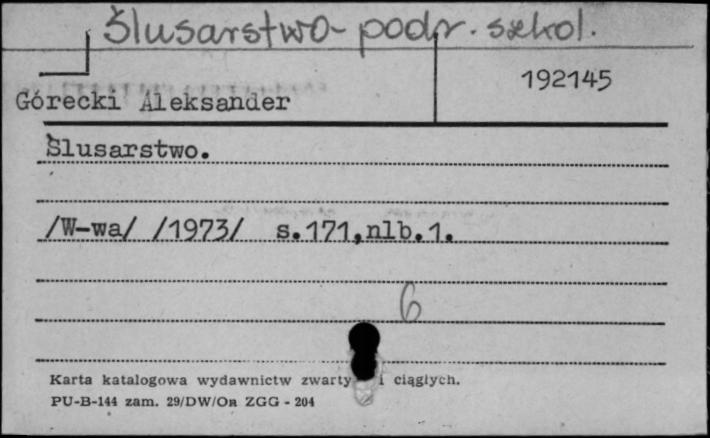 Ślusarstwo - podr. szkol.
192145
Górecki Aleksander
Ślusarstwo.
/W-wa/ /1973/ s.171,nlb.1.
6
Karta katalogowa wydawnictw zwarty i ciągłych.
PU-B-144 zam. 29/DW/OR ZGG - 204